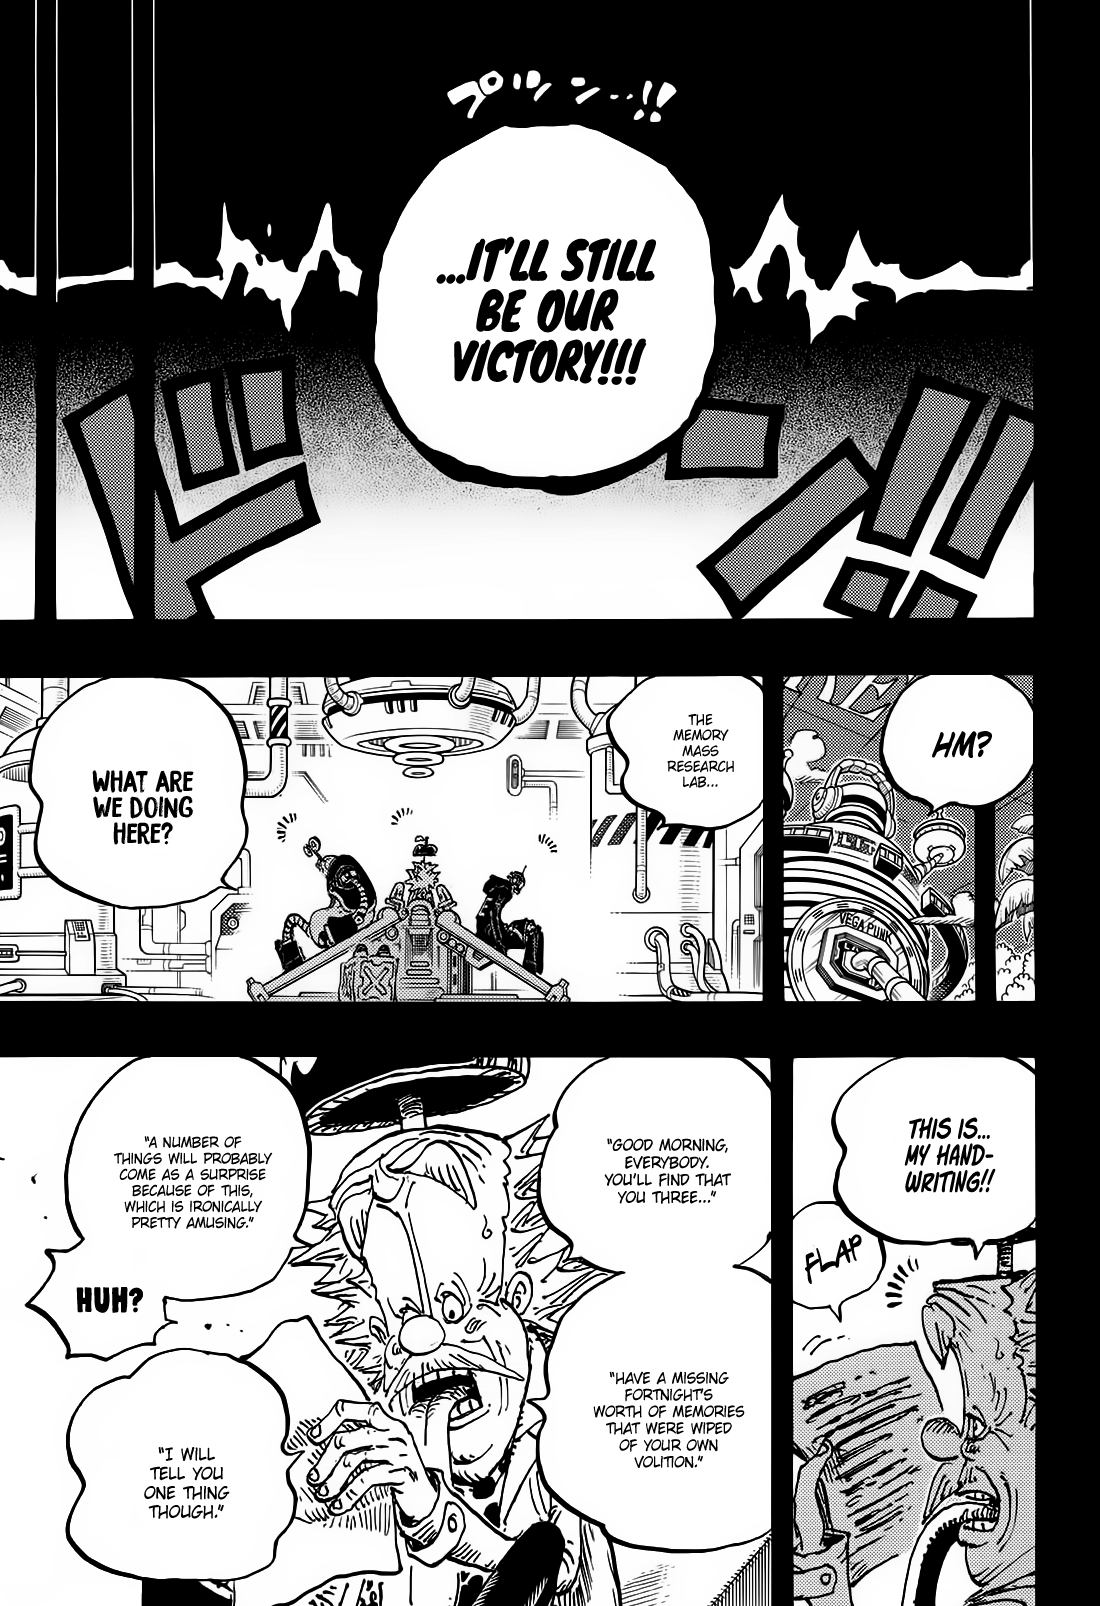 プツン…!!
...IT'LL STILL
BE OUR
VICTORY!!!
ドン!!
HM?
VEGAPUNK
THE
MEMORY
MASS
RESEARCH
LAB...
WHAT ARE
WE DOING
HERE?
THIS IS...
MY HAND-
WRITING!!
FLAP
"GOOD MORNING,
EVERYBODY.
YOU'LL FIND THAT
YOU THREE..."
"HAVE A MISSING
FORTNIGHT'S
WORTH OF MEMORIES
THAT WERE WIPED
OF YOUR OWN
VOLITION."
"A NUMBER OF
THINGS WILL PROBABLY
COME AS A SURPRISE
BECAUSE OF THIS,
WHICH IS IRONICALLY
PRETTY AMUSING."
HUH?
"I WILL
TELL YOU
ONE THING
THOUGH."